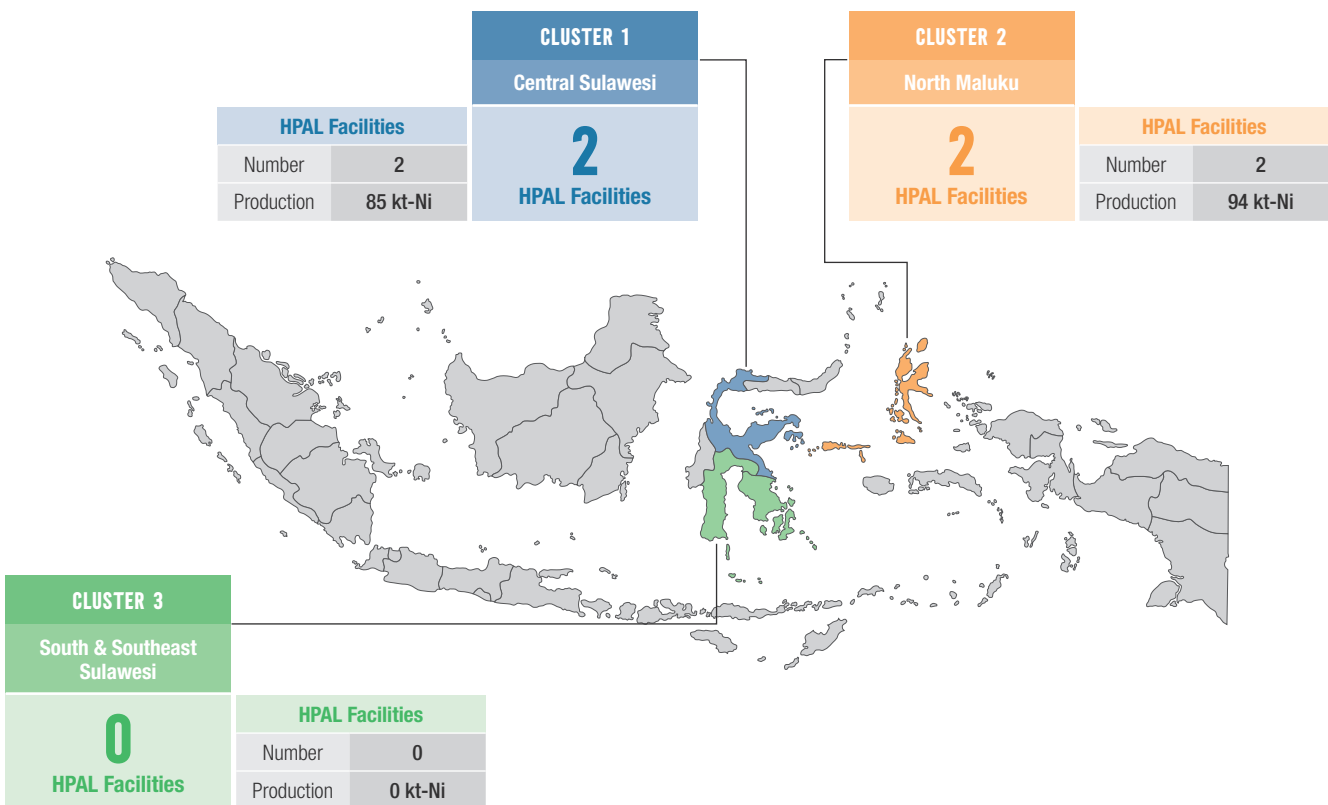 CLUSTER 1
Central Sulawesi
2
HPAL Facilities
HPAL Facilities
Number 2
Production 85 kt-Ni
CLUSTER 2
North Maluku
2
HPAL Facilities
HPAL Facilities
Number 2
Production 94 kt-Ni
CLUSTER 3
South & Southeast
Sulawesi
0
HPAL Facilities
HPAL Facilities
Number 0
Production 0 kt-Ni